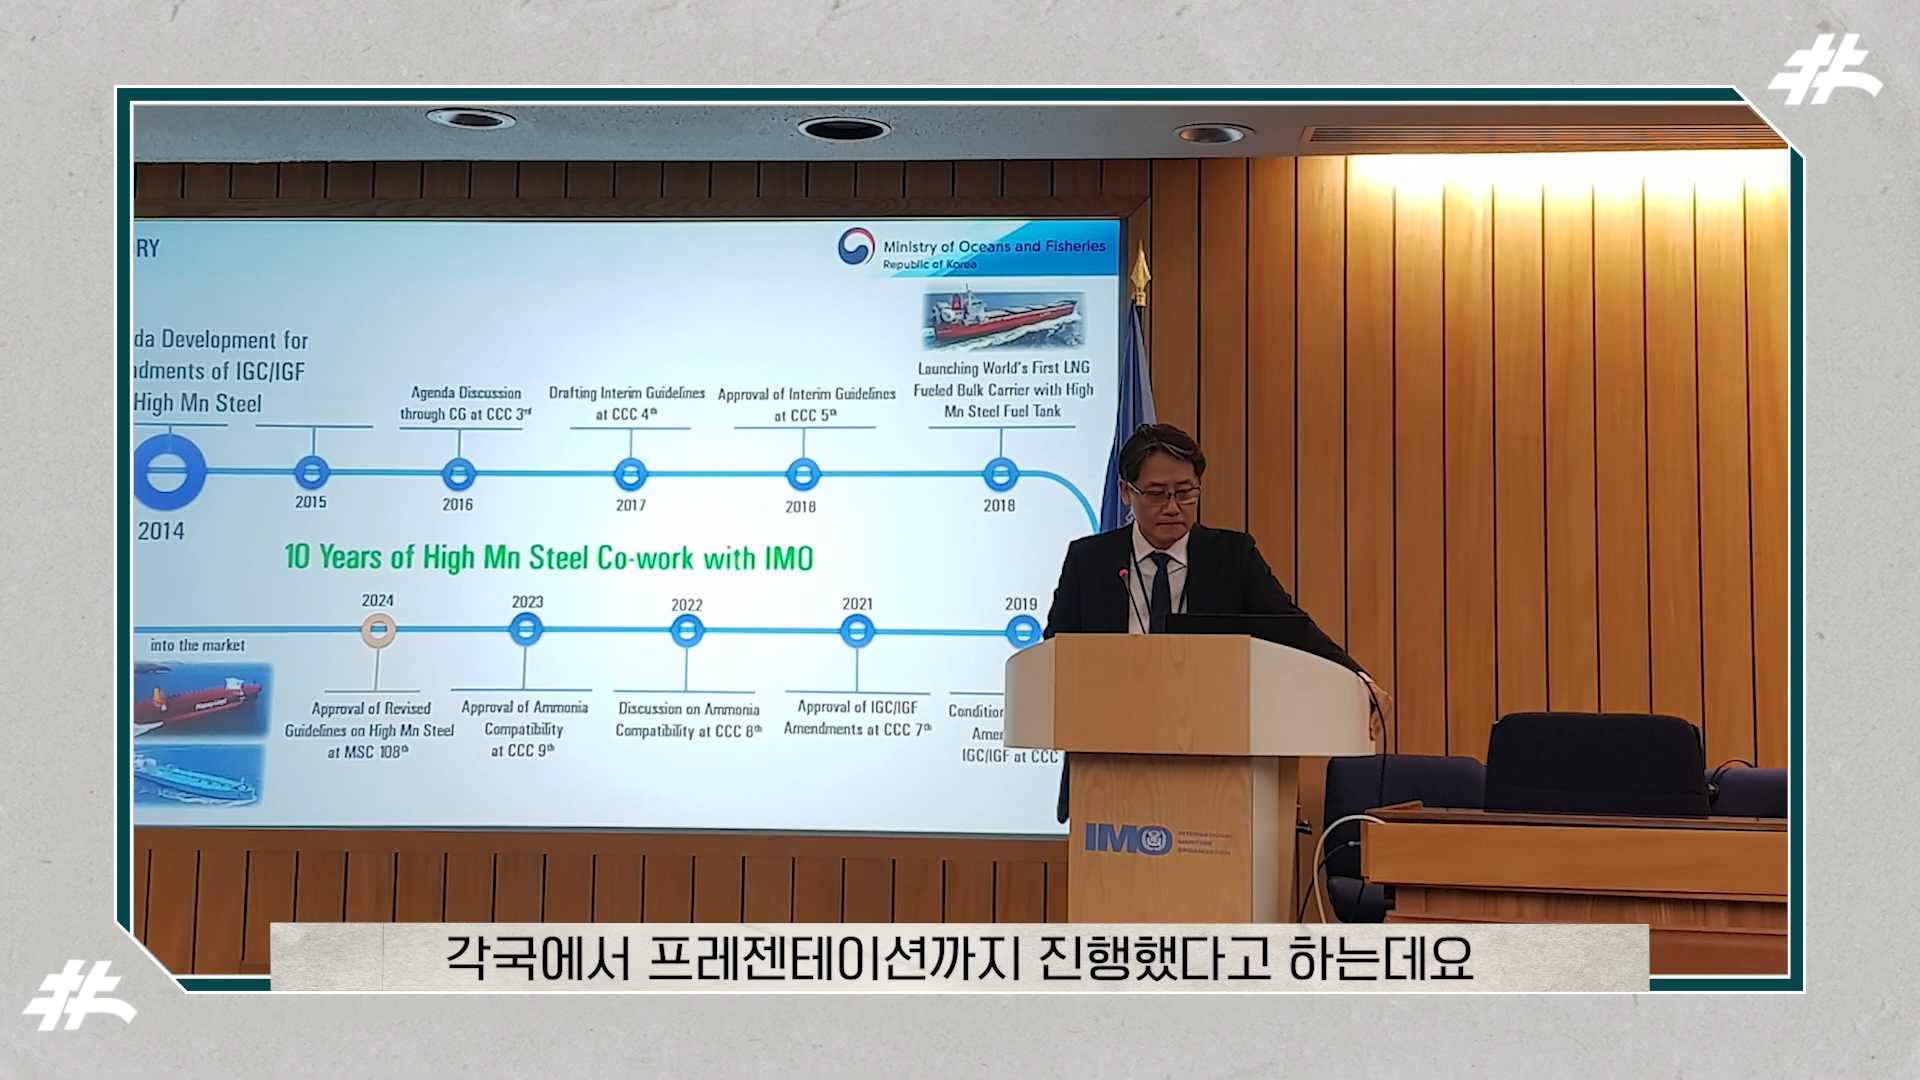 RY
Ministry of Oceans and Fisheries
Republic of Korea
da Development for
dments of IGC/IGF
High Mn Steel
Agenda Discussion
through CG at CCC 3rd
Drafting Interim Guidelines
at CCC 4th
Approval of Interim Guidelines
at CCC 5th
Launching World's First LNG
Fueled Bulk Carrier with High
Mn Steel Fuel Tank
2014
2015
2016
2017
2018
2018
10 Years of High Mn Steel Co-work with IMO
2024
2023
2022
2021
2019
into the market
Approval of Revised
Guidelines on High Mn Steel
at MSC 108th
Approval of Ammonia
Compatibility
at CCC 9th
Discussion on Ammonia
Compatibility at CCC 8th
Approval of IGC/IGF
Amendments at CCC 7th
Condition
Amen
IGC/IGF at CCC
IMO
INTERNATIONAL
MARITIME
ORGANIZATION
각국에서 프레젠테이션까지 진행했다고 하는데요